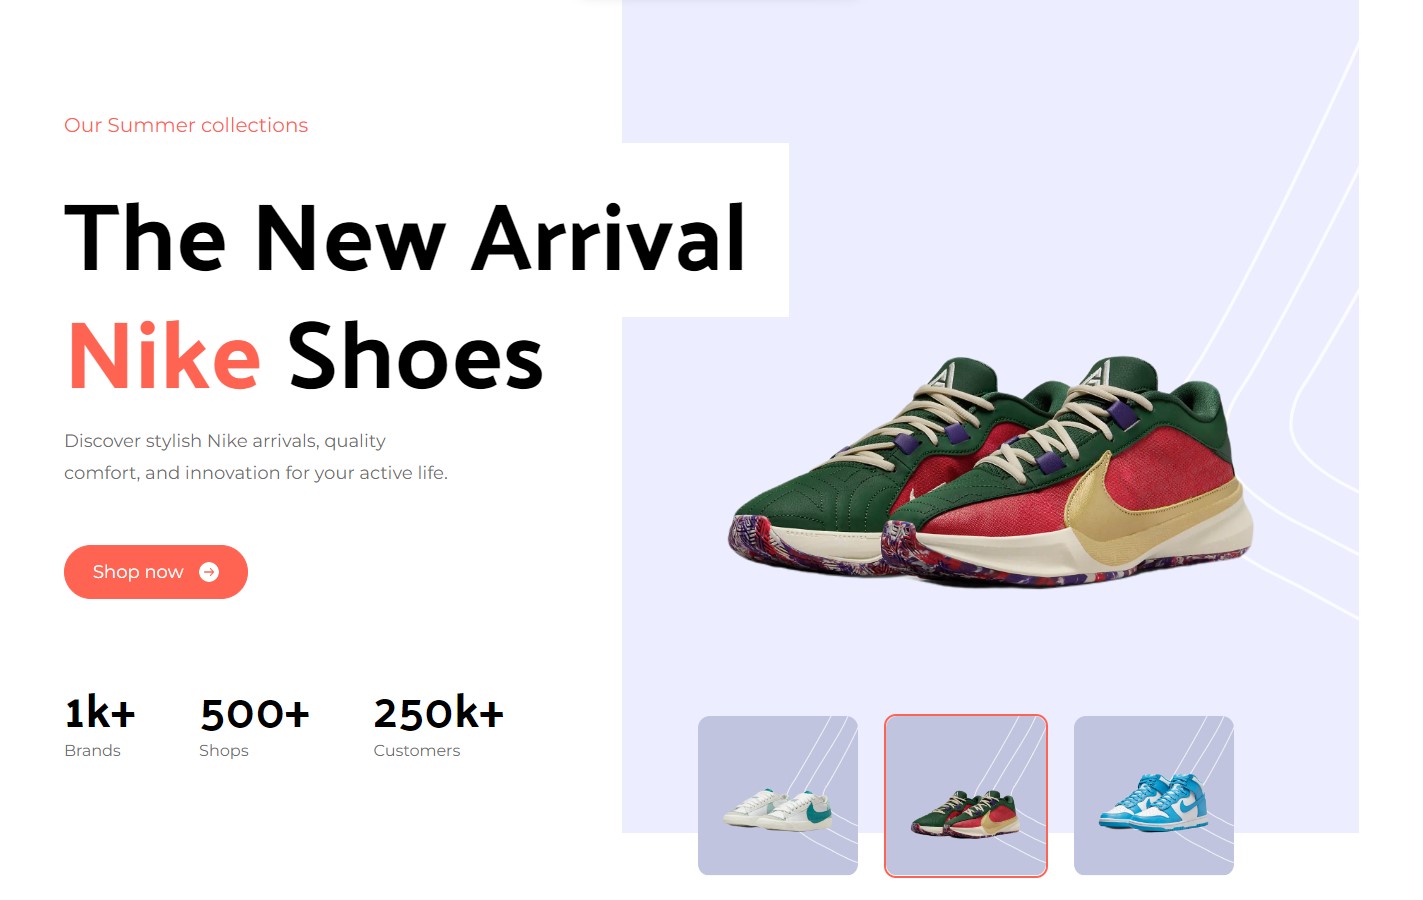 Our Summer collections
The New Arrival
Nike Shoes
Discover stylish Nike arrivals, quality
comfort, and innovation for your active life.
Shop now
1k+ 500+ 250k+
Brands Shops Customers